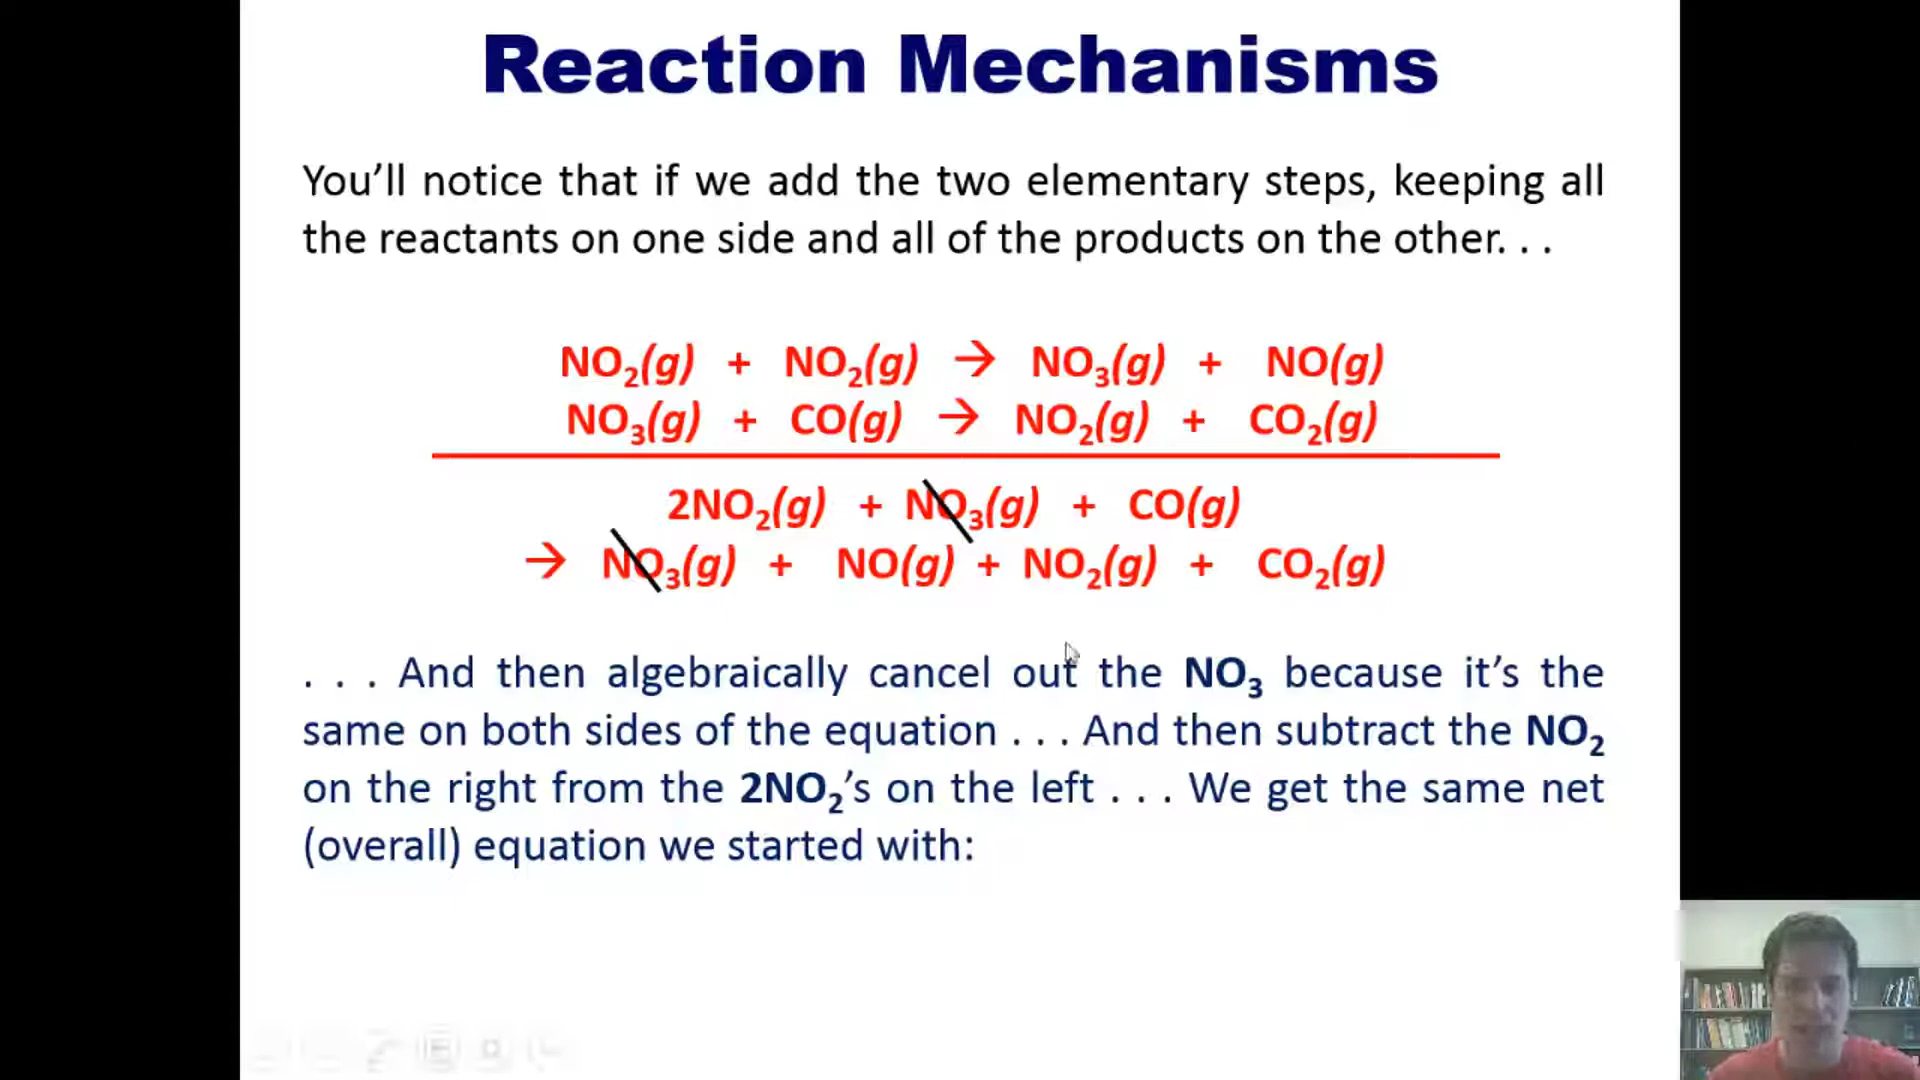 Reaction Mechanisms
You’ll notice that if we add the two elementary steps, keeping all
the reactants on one side and all of the products on the other. . .
NO₂(g) + NO₂(g) → NO₃(g) + NO(g)
NO₃(g) + CO(g) → NO₂(g) + CO₂(g)
2NO₂(g) + NO₃(g) + CO(g)
→ NO₃(g) + NO(g) + NO₂(g) + CO₂(g)
. . . And then algebraically cancel out the NO₃ because it’s the
same on both sides of the equation . . . And then subtract the NO₂
on the right from the 2NO₂’s on the left . . . We get the same net
(overall) equation we started with: